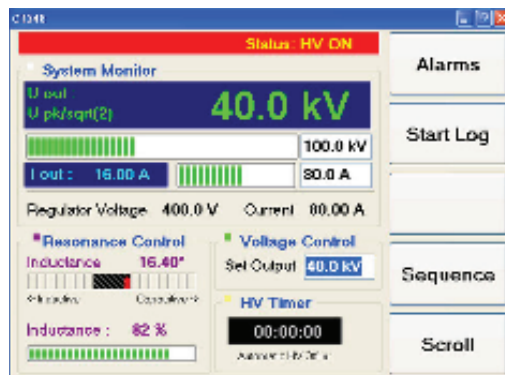 Status: HV ON
System Monitor
U out :
U pk/sqrt(2)
40.0 kV
100.0 kV
I out : 16.00 A
80.0 A
Regulator Voltage 400.0 V Current 80.00 A
Resonance Control
Inductance 16.40°
Inductance : 82 %
Voltage Control
Set Output 40.0 kV
HV Timer
00:00:00
Alarms
Start Log
Sequence
Scroll